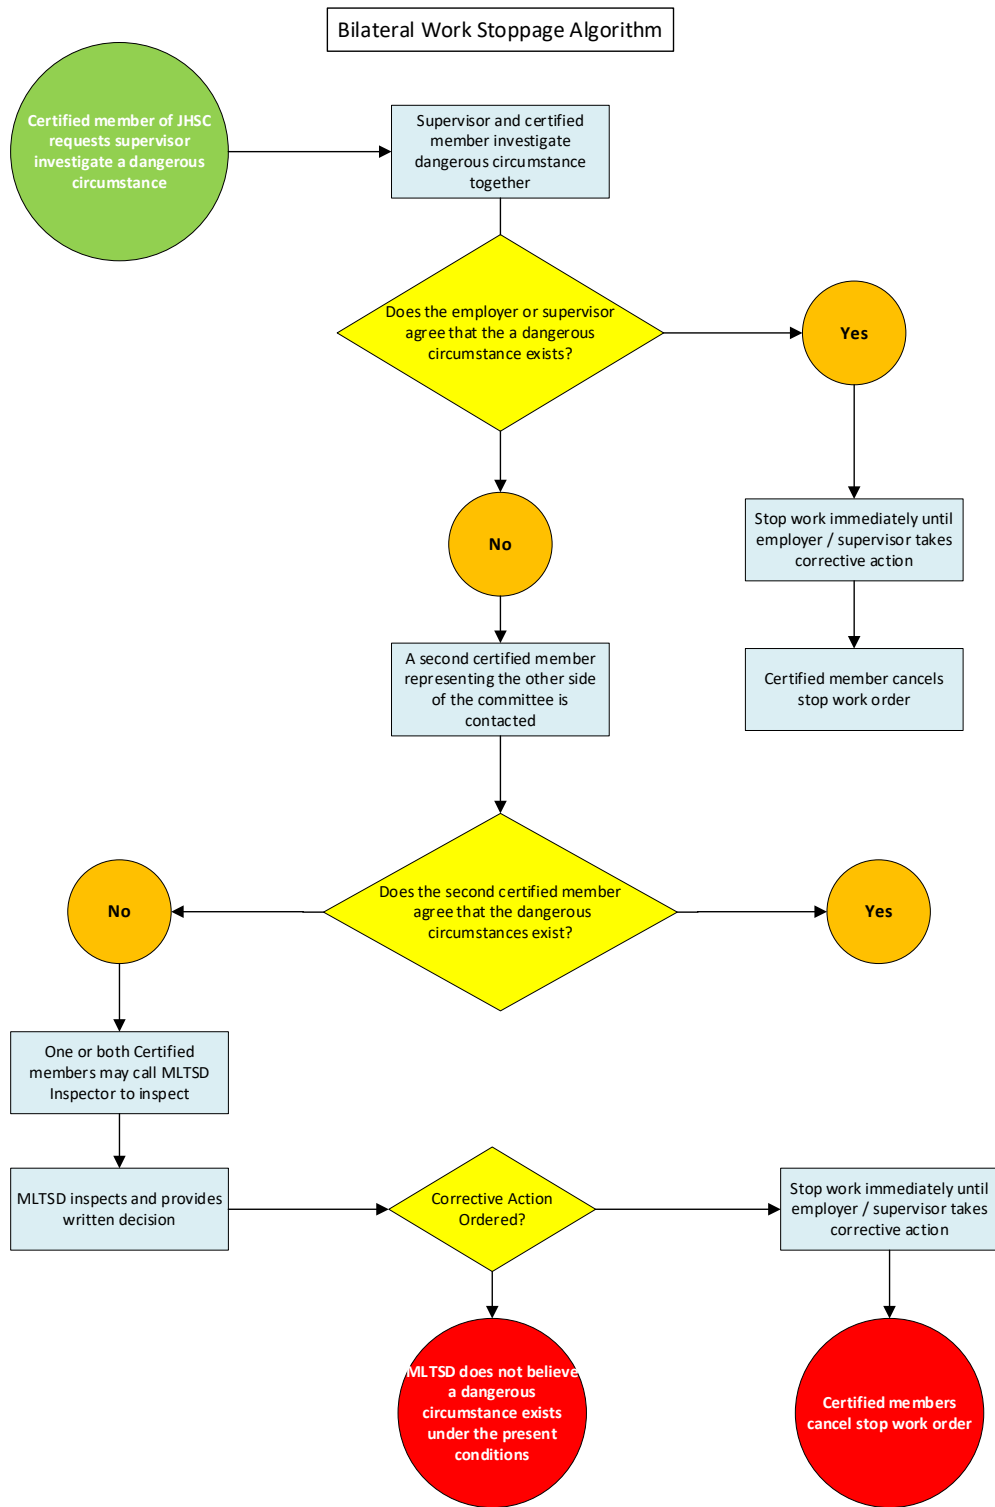 Bilateral Work Stoppage Algorithm
Certified member of JHSC
requests supervisor
investigate a dangerous
circumstance
Supervisor and certified
member investigate
dangerous circumstance
together
Does the employer or supervisor
agree that the a dangerous
circumstance exists?
Yes
No
Stop work immediately until
employer / supervisor takes
corrective action
A second certified member
representing the other side
of the committee is
contacted
Certified member cancels
stop work order
Does the second certified member
agree that the dangerous
circumstances exist?
No
Yes
One or both Certified
members may call MLTSD
Inspector to inspect
MLTSD inspects and provides
written decision
Corrective Action
Ordered?
Stop work immediately until
employer / supervisor takes
corrective action
MLTSD does not believe
a dangerous
circumstance exists
under the present
conditions
Certified members
cancel stop work order